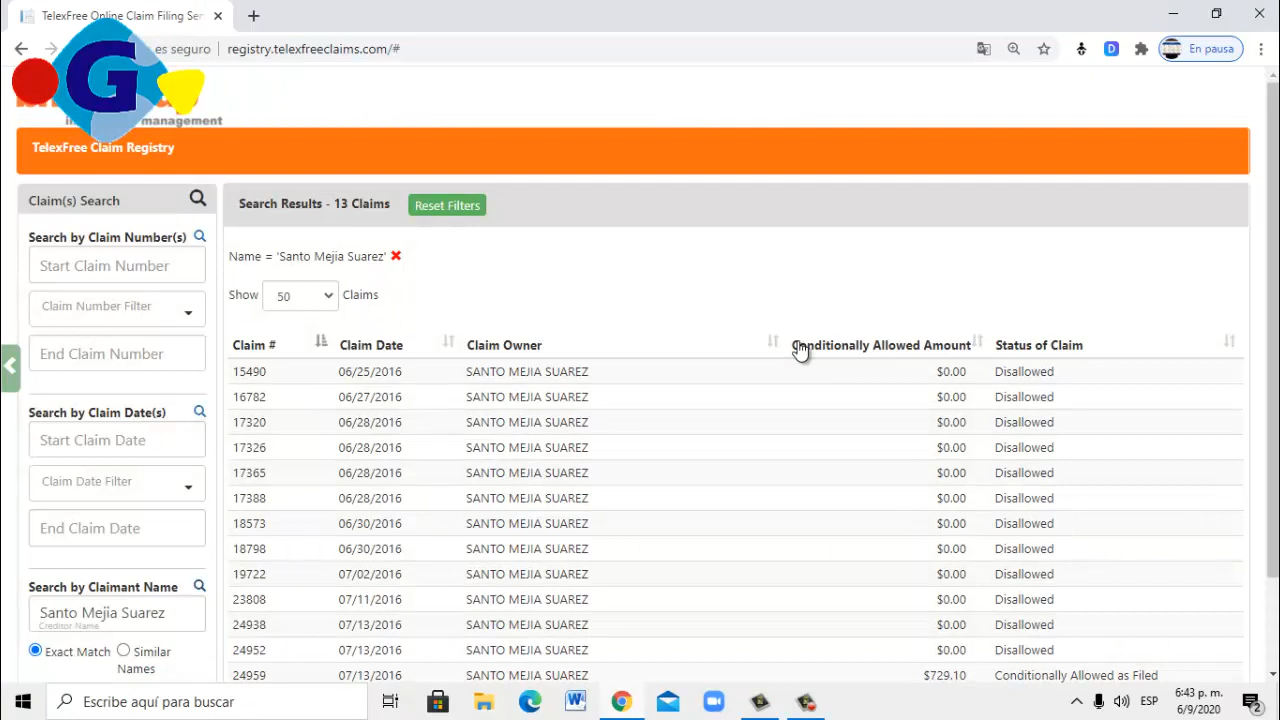 TelexFree Online Claim Filing Ser
es seguro | registry.telexfreeclaims.com/#
En pausa
G
management
TelexFree Claim Registry
Claim(s) Search
Search by Claim Number(s)
Start Claim Number
Claim Number Filter
End Claim Number
Search by Claim Date(s)
Start Claim Date
Claim Date Filter
End Claim Date
Search by Claimant Name
Santo Mejia Suarez
Creditor Name
Exact Match Similar Names
Search Results - 13 Claims Reset Filters
Name = 'Santo Mejia Suarez'
Show 50 Claims
Claim # Claim Date Claim Owner Conditionally Allowed Amount Status of Claim
15490 06/25/2016 SANTO MEJIA SUAREZ $0.00 Disallowed
16782 06/27/2016 SANTO MEJIA SUAREZ $0.00 Disallowed
17320 06/28/2016 SANTO MEJIA SUAREZ $0.00 Disallowed
17326 06/28/2016 SANTO MEJIA SUAREZ $0.00 Disallowed
17365 06/28/2016 SANTO MEJIA SUAREZ $0.00 Disallowed
17388 06/28/2016 SANTO MEJIA SUAREZ $0.00 Disallowed
18573 06/30/2016 SANTO MEJIA SUAREZ $0.00 Disallowed
18798 06/30/2016 SANTO MEJIA SUAREZ $0.00 Disallowed
19722 07/02/2016 SANTO MEJIA SUAREZ $0.00 Disallowed
23808 07/11/2016 SANTO MEJIA SUAREZ $0.00 Disallowed
24938 07/13/2016 SANTO MEJIA SUAREZ $0.00 Disallowed
24952 07/13/2016 SANTO MEJIA SUAREZ $0.00 Disallowed
24959 07/13/2016 SANTO MEJIA SUAREZ $729.10 Conditionally Allowed as Filed
Escribe aquí para buscar
ESP
6:43 p. m.
6/9/2020
2